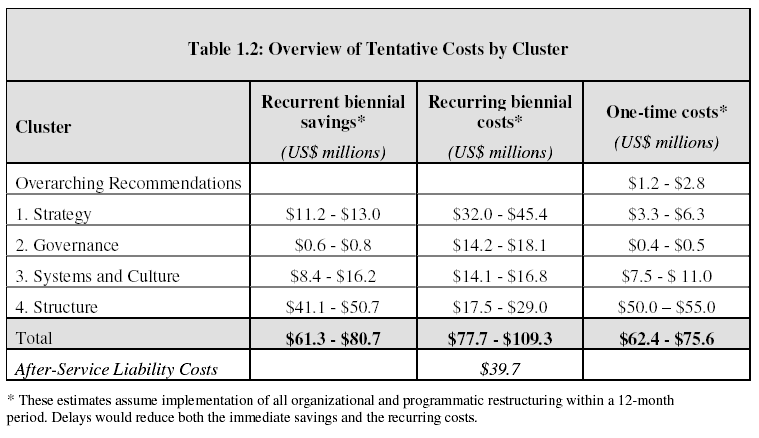 Table 1.2: Overview of Tentative Costs by Cluster
Cluster
Recurrent biennial
savings*
(US$ millions)
Recurring biennial
costs*
(US$ millions)
One-time costs*
(US$ millions)
Overarching Recommendations $1.2 - $2.8
1. Strategy $11.2 - $13.0 $32.0 - $45.4 $3.3 - $6.3
2. Governance $0.6 - $0.8 $14.2 - $18.1 $0.4 - $0.5
3. Systems and Culture $8.4 - $16.2 $14.1 - $16.8 $7.5 - $ 11.0
4. Structure $41.1 - $50.7 $17.5 - $29.0 $50.0 – $55.0
Total $61.3 - $80.7 $77.7 - $109.3 $62.4 - $75.6
After-Service Liability Costs $39.7
* These estimates assume implementation of all organizational and programmatic restructuring within a 12-month
period. Delays would reduce both the immediate savings and the recurring costs.